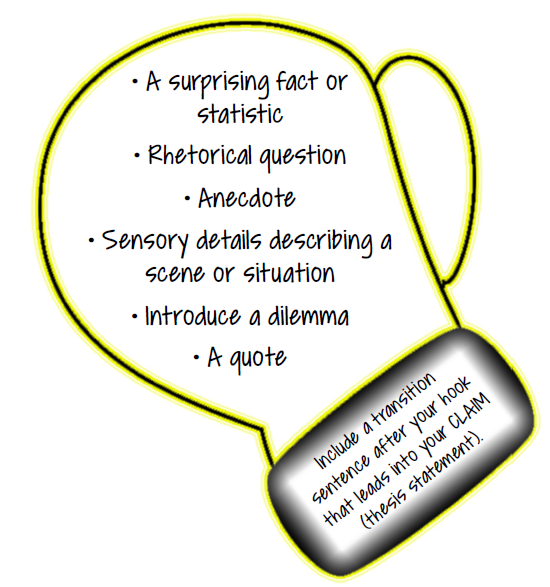 • A surprising fact or
statistic
• Rhetorical question
• Anecdote
• Sensory details describing a
scene or situation
• Introduce a dilemma
• A quote
Include a transition
sentence after your hook
that leads into your CLAIM
(thesis statement).